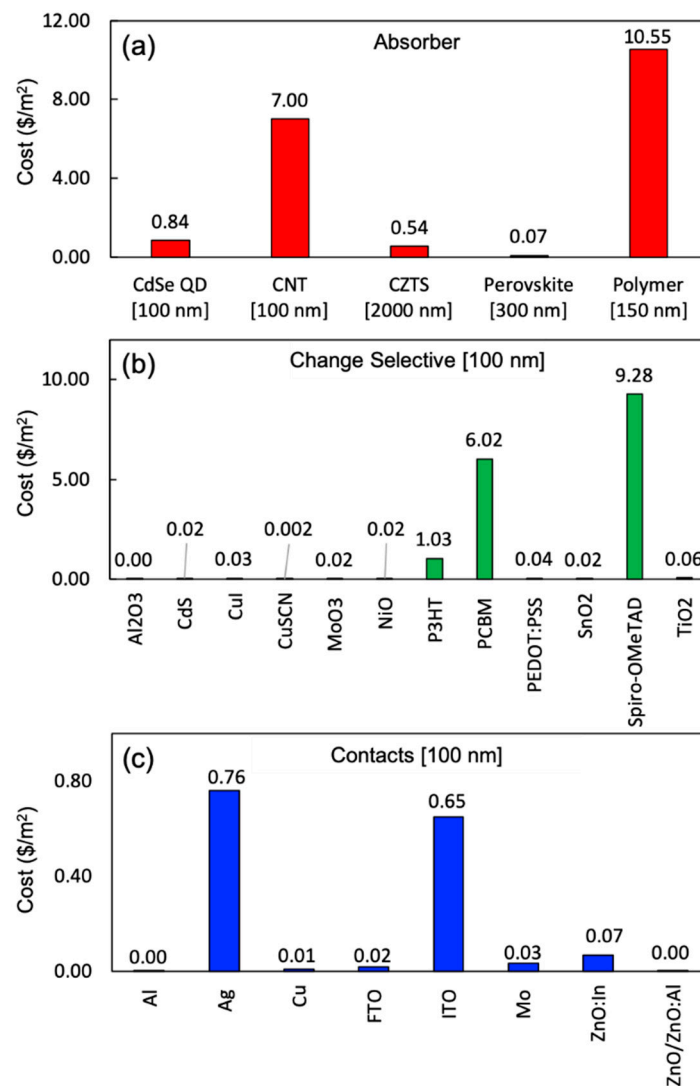 (a) Absorber
Cost ($/m²)
12.00
8.00
4.00
0.00
0.84
7.00
0.54
0.07
10.55
CdSe QD CNT CZTS Perovskite Polymer
[100 nm] [100 nm] [2000 nm] [300 nm] [150 nm]
(b) Change Selective [100 nm]
Cost ($/m²)
10.00
5.00
0.00
0.00
0.02
0.03
0.002
0.02
0.02
1.03
6.02
0.04
0.02
9.28
0.06
Al2O3
CdS
CuI
CuSCN
MoO3
NiO
P3HT
PCBM
PEDOT:PSS
SnO2
Spiro-OMeTAD
TiO2
(c) Contacts [100 nm]
Cost ($/m²)
0.80
0.40
0.00
0.00
0.76
0.01
0.02
0.65
0.03
0.07
0.00
Al
Ag
Cu
FTO
ITO
Mo
ZnO:In
ZnO/ZnO:Al